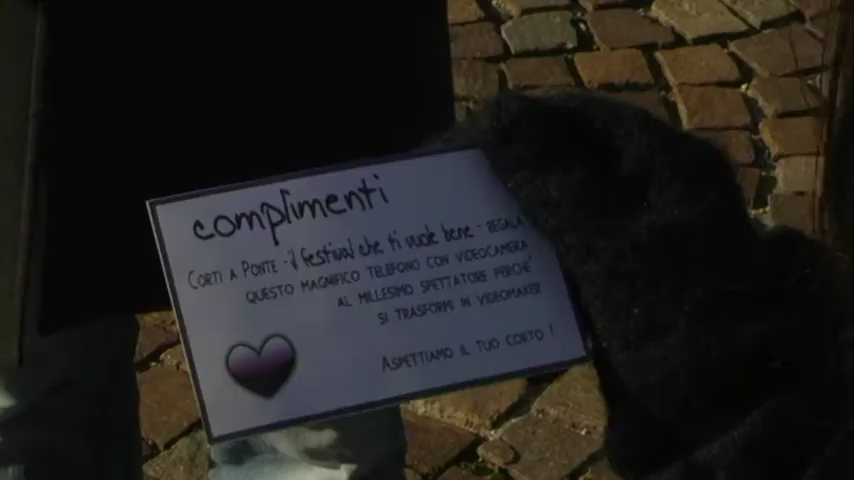 complimenti
CORTI A PONTE - il festival che ti vuole bene - REGALA
QUESTO MAGNIFICO TELEFONO CON VIDEOCAMERA
AL MILLESIMO SPETTATORE PERCHÉ
SI TRASFORMI IN VIDEOMAKER
ASPETTIAMO IL TUO CORTO !